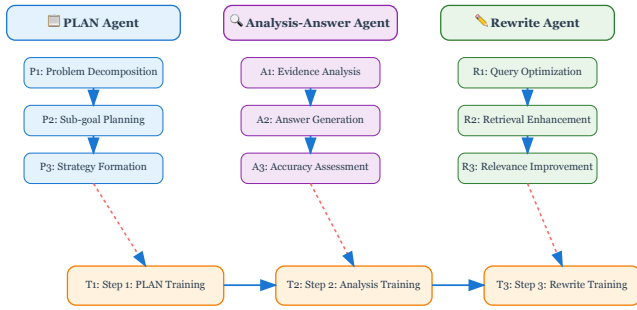 PLAN Agent
Analysis-Answer Agent
Rewrite Agent
P1: Problem Decomposition
A1: Evidence Analysis
R1: Query Optimization
P2: Sub-goal Planning
A2: Answer Generation
R2: Retrieval Enhancement
P3: Strategy Formation
A3: Accuracy Assessment
R3: Relevance Improvement
T1: Step 1: PLAN Training
T2: Step 2: Analysis Training
T3: Step 3: Rewrite Training